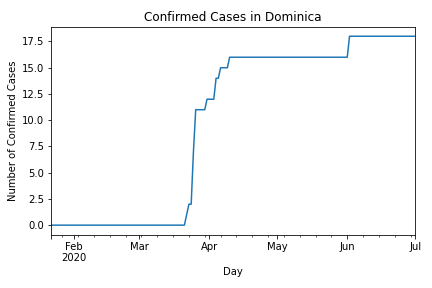 Confirmed Cases in Dominica
Number of Confirmed Cases
17.5
15.0
12.5
10.0
7.5
5.0
2.5
0.0
Feb Mar Apr May Jun Jul
2020
Day